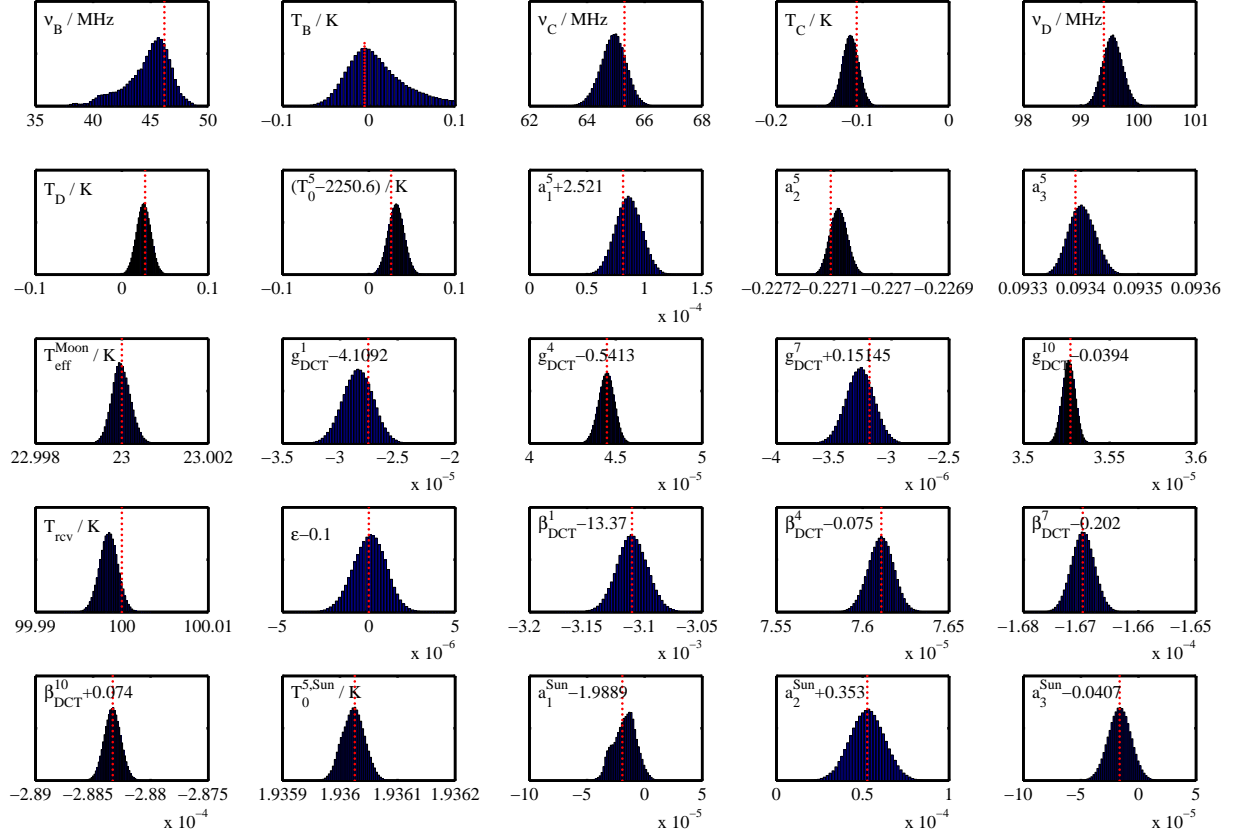 ν_B / MHz T_B / K ν_C / MHz T_C / K ν_D / MHz
35 40 45 50 −0.1 0 0.1 62 64 66 68 −0.2 −0.1 0 98 99 100 101
T_D / K (T_0^5−2250.6) / K a_1^5+2.521 a_2^5 a_3^5
−0.1 0 0.1 −0.1 0 0.1 0 0.5 1 1.5 −0.2272 −0.2271 −0.227 −0.2269 0.0933 0.0934 0.0935 0.0936
x 10^−4
T_eff^Moon / K g_DCT^1−4.1092 g_DCT^4−0.5413 g_DCT^7+0.15145 g_DCT^10−0.0394
22.998 23 23.002 −3.5 −3 −2.5 −2 4 4.5 5 −4 −3.5 −3 −2.5 3.5 3.55 3.6
x 10^−5 x 10^−5 x 10^−6 x 10^−5
T_rcv / K ε−0.1 β_DCT^1−13.37 β_DCT^4−0.075 β_DCT^7−0.202
99.99 100 100.01 −5 0 5 −3.2 −3.15 −3.1 −3.05 7.55 7.6 7.65 −1.68 −1.67 −1.66 −1.65
x 10^−6 x 10^−3 x 10^−5 x 10^−4
β_DCT^10+0.074 T_0^5,Sun / K a_1^Sun−1.9889 a_2^Sun+0.353 a_3^Sun−0.0407
−2.89 −2.885 −2.88 −2.875 1.9359 1.936 1.9361 1.9362 −10 −5 0 5 0 0.5 1 −10 −5 0 5
x 10^−4 x 10^−5 x 10^−4 x 10^−5